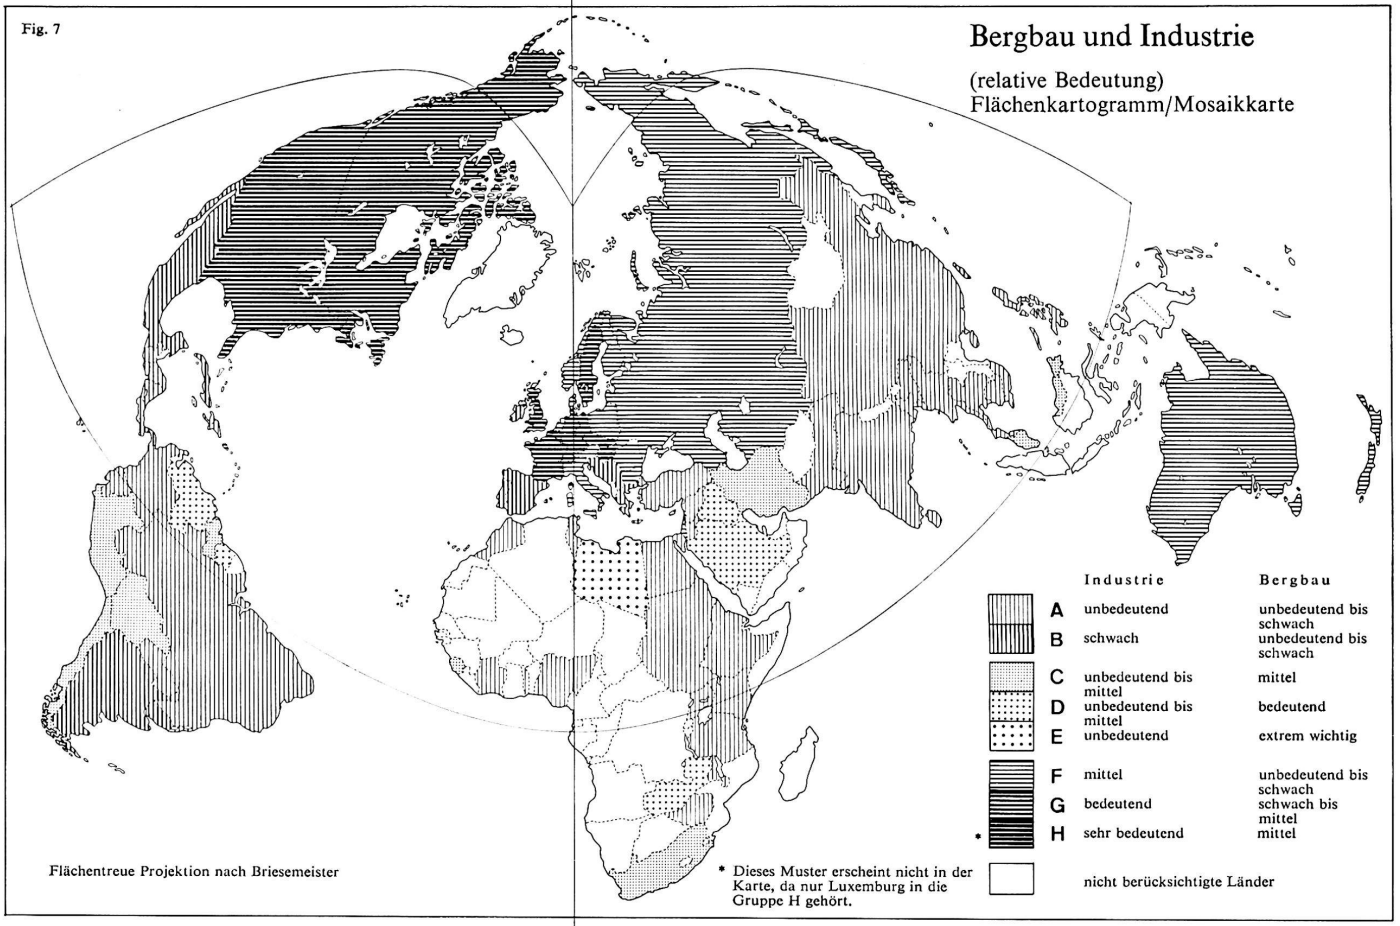 Fig. 7
Bergbau und Industrie
(relative Bedeutung)
Flächenkartogramm/Mosaikkarte
Industrie Bergbau
A unbedeutend unbedeutend bis
schwach
B schwach unbedeutend bis
schwach
C unbedeutend bis mittel
mittel
D unbedeutend bis bedeutend
mittel
E unbedeutend extrem wichtig
F mittel unbedeutend bis
schwach
G bedeutend schwach bis
mittel
* H sehr bedeutend mittel
nicht berücksichtigte Länder
Flächentreue Projektion nach Briesemeister
* Dieses Muster erscheint nicht in der
Karte, da nur Luxemburg in die
Gruppe H gehört.